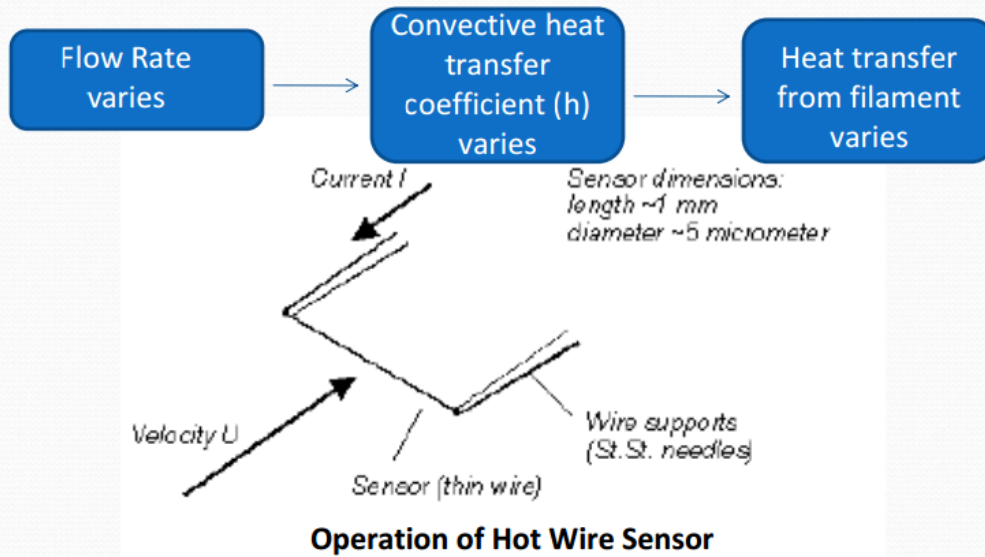 Flow Rate
varies
Convective heat
transfer
coefficient (h)
varies
Heat transfer
from filament
varies
Current I
Sensor dimensions:
length ~1 mm
diameter ~5 micrometer
Velocity U
Sensor (thin wire)
Wire supports
(St.St. needles)
Operation of Hot Wire Sensor